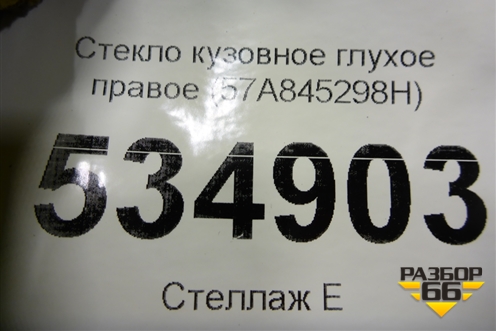 Стекло кузовное глухое
правое (57A845298H)
534903
Стеллаж Е
РАЗБОР
66